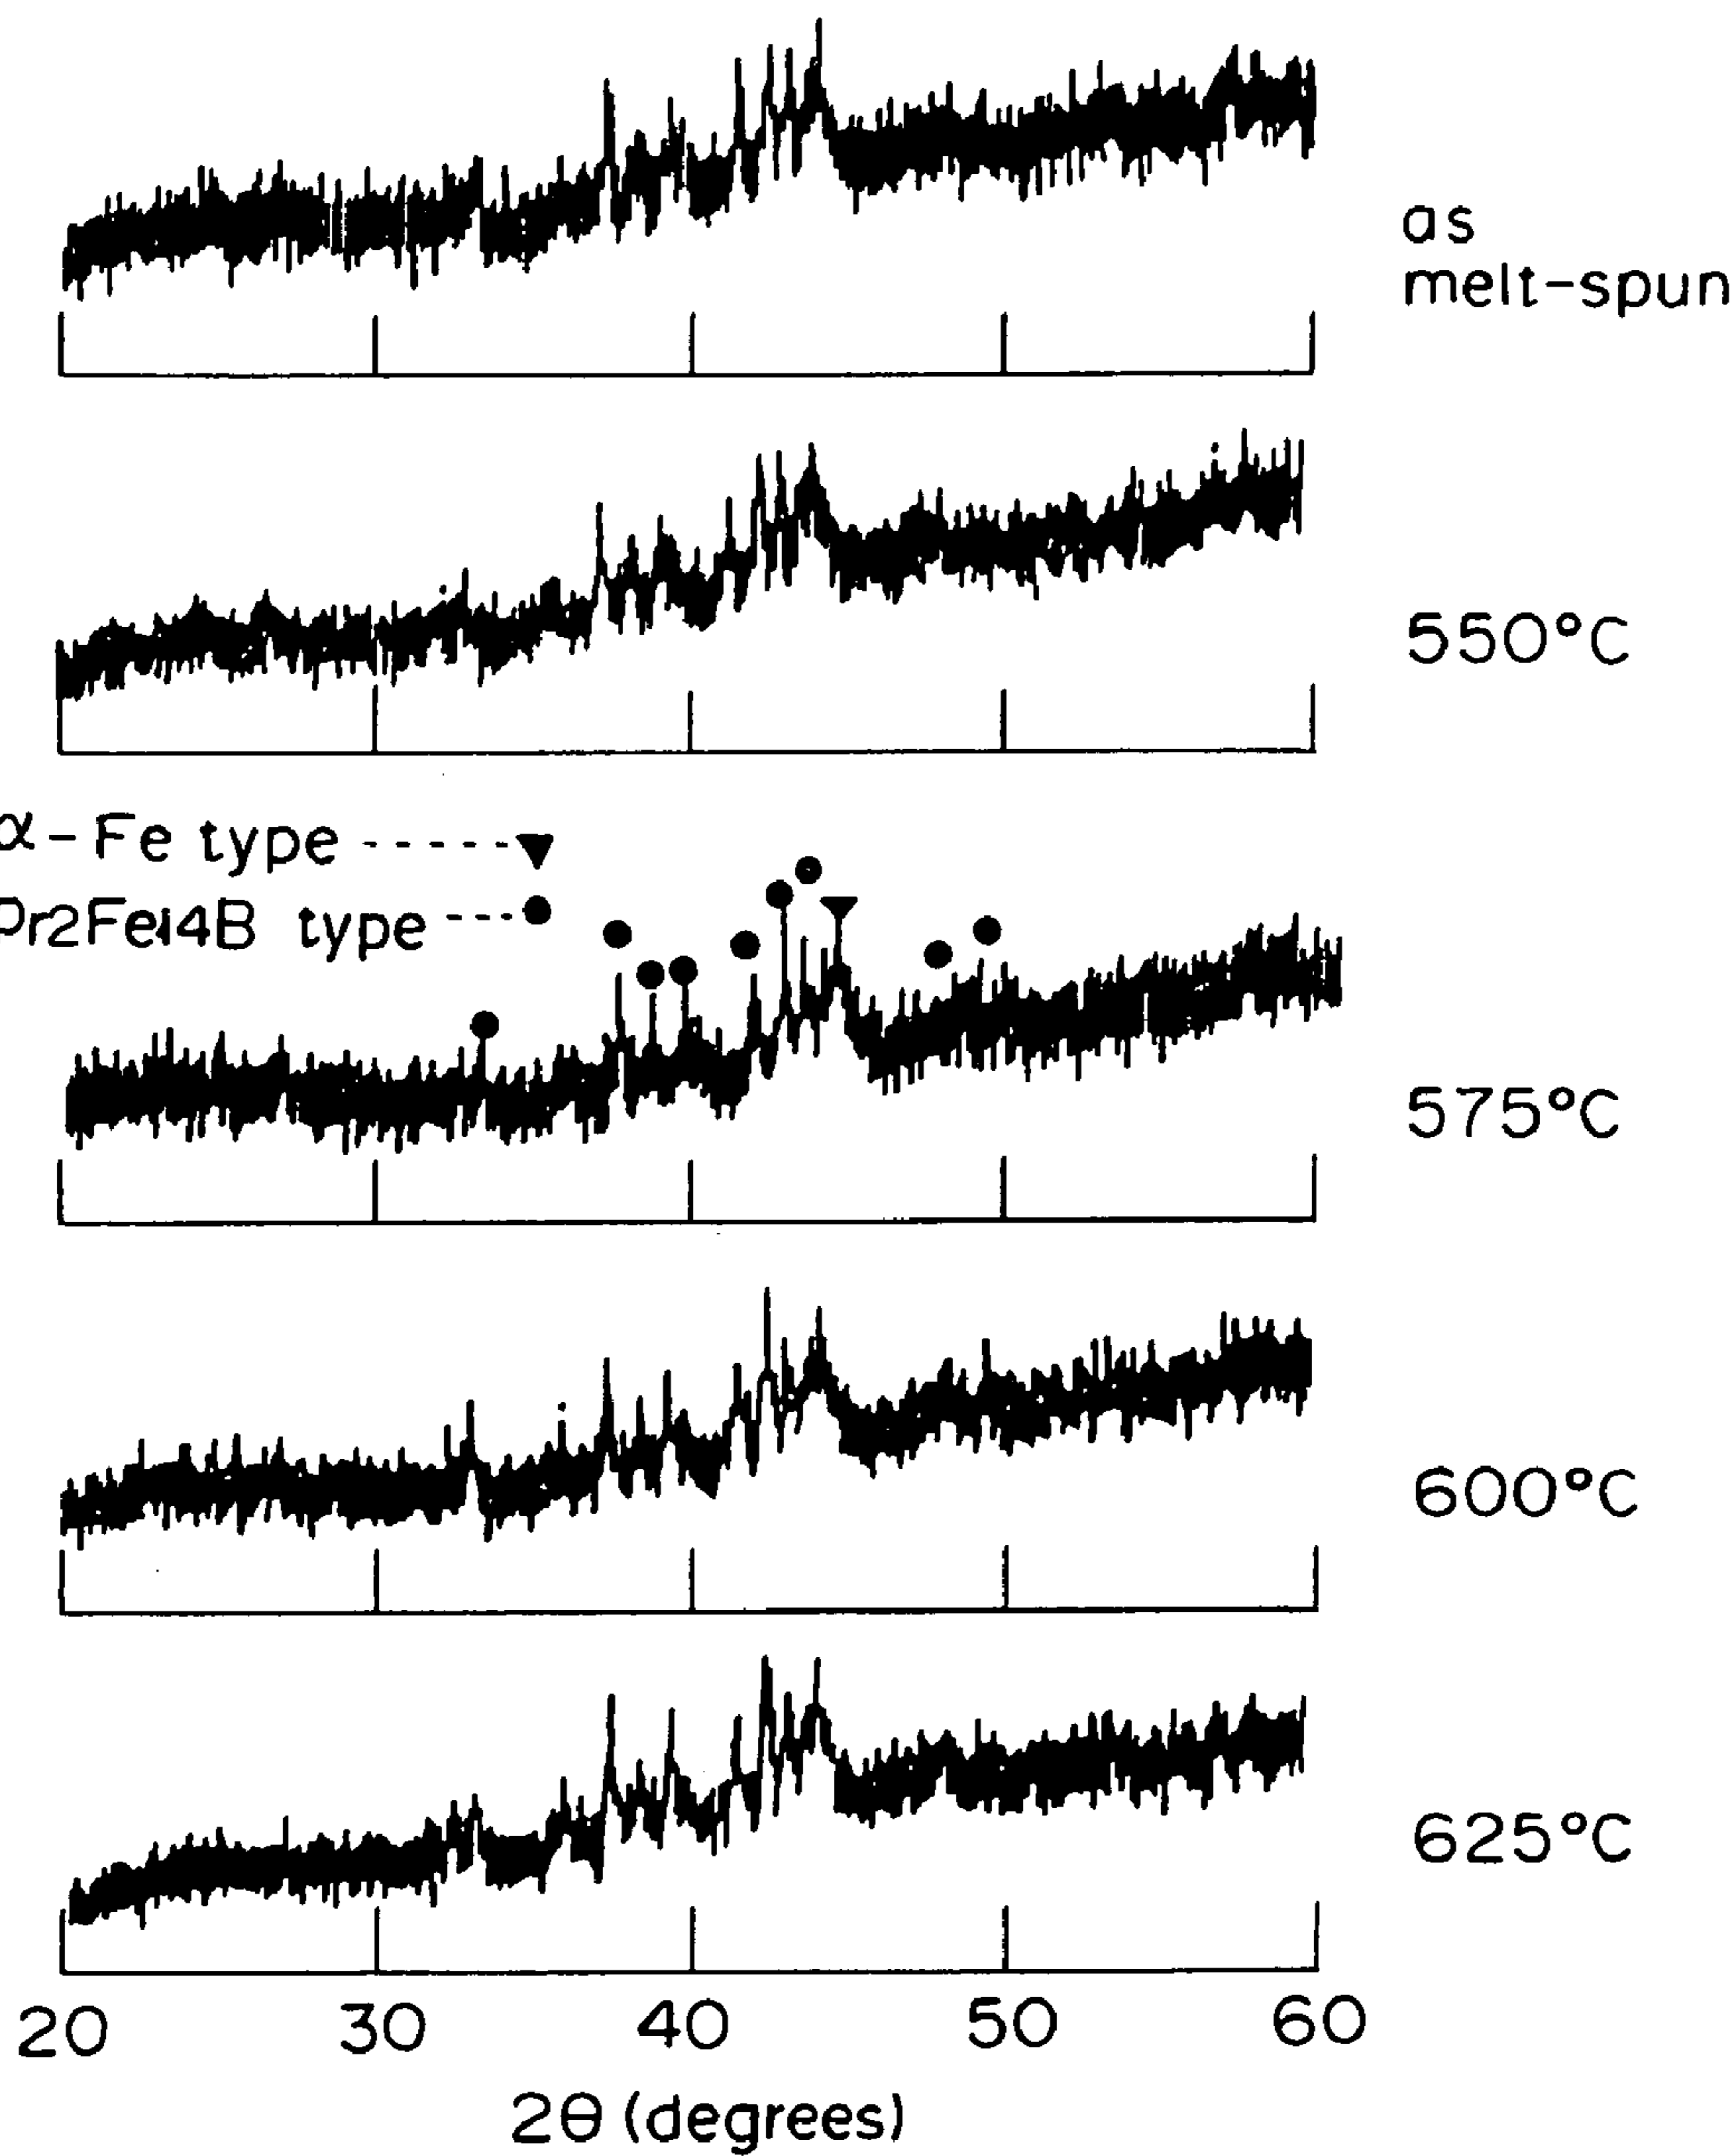 as
melt-spun
550°C
α-Fe type
Pr2Fe14B type
575°C
600°C
625°C
20 30 40 50 60
2θ (degrees)